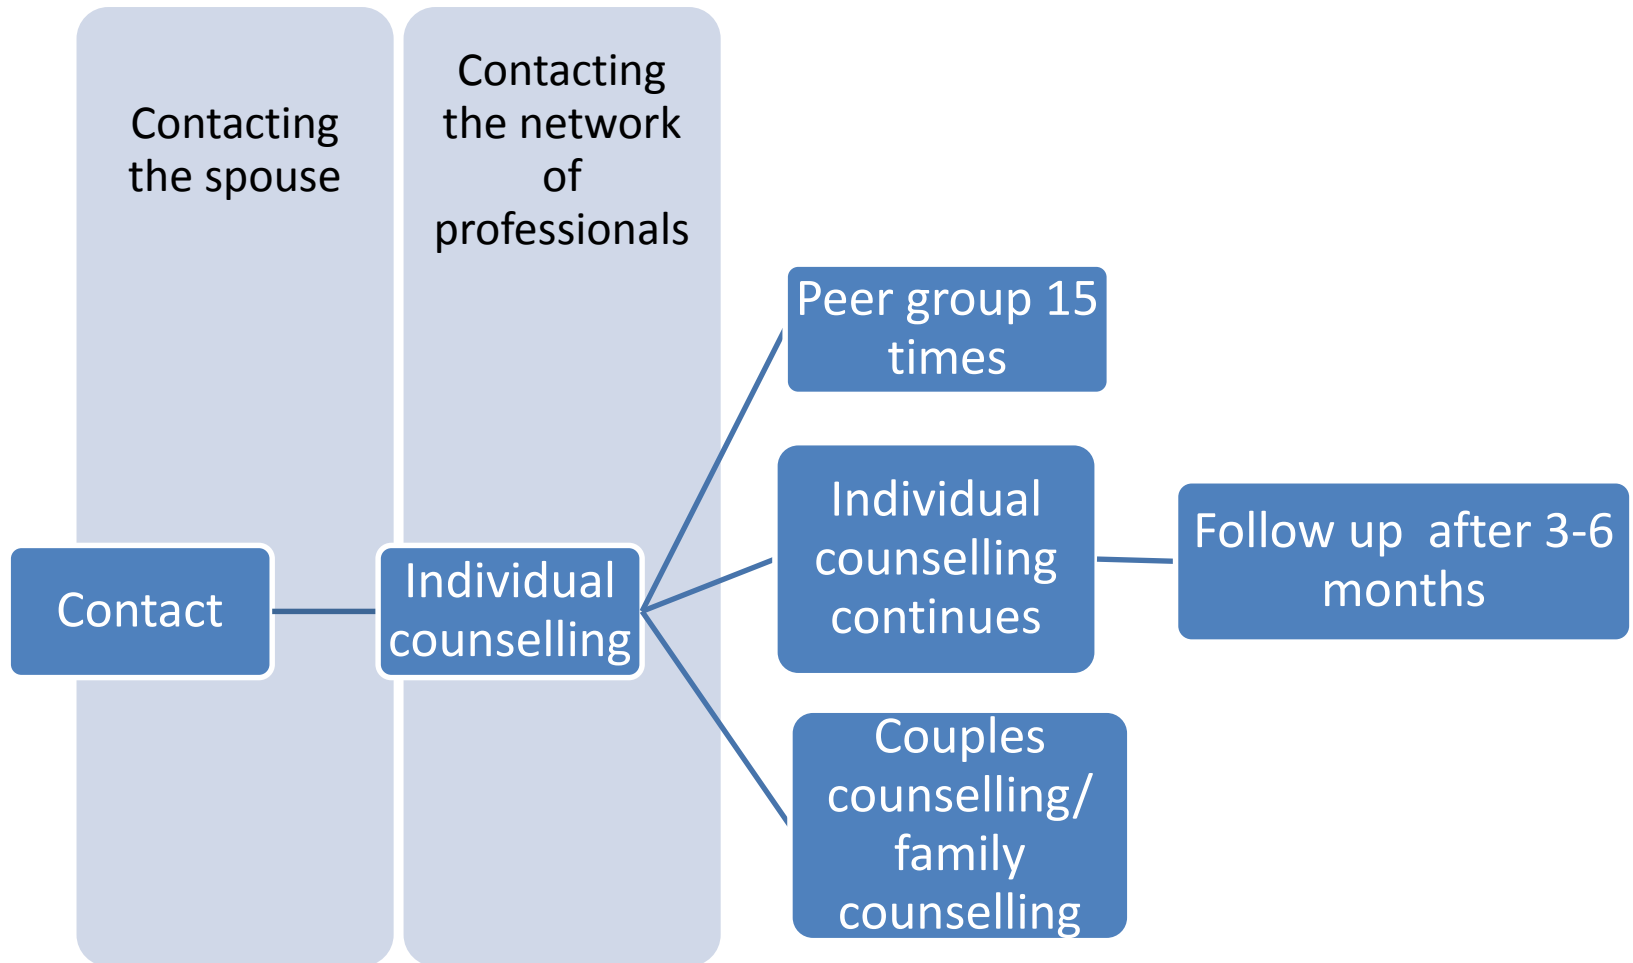 Contacting
the spouse
Contacting
the network
of
professionals
Contact
Individual
counselling
Peer group 15
times
Individual
counselling
continues
Couples
counselling/
family
counselling
Follow up  after 3-6
months